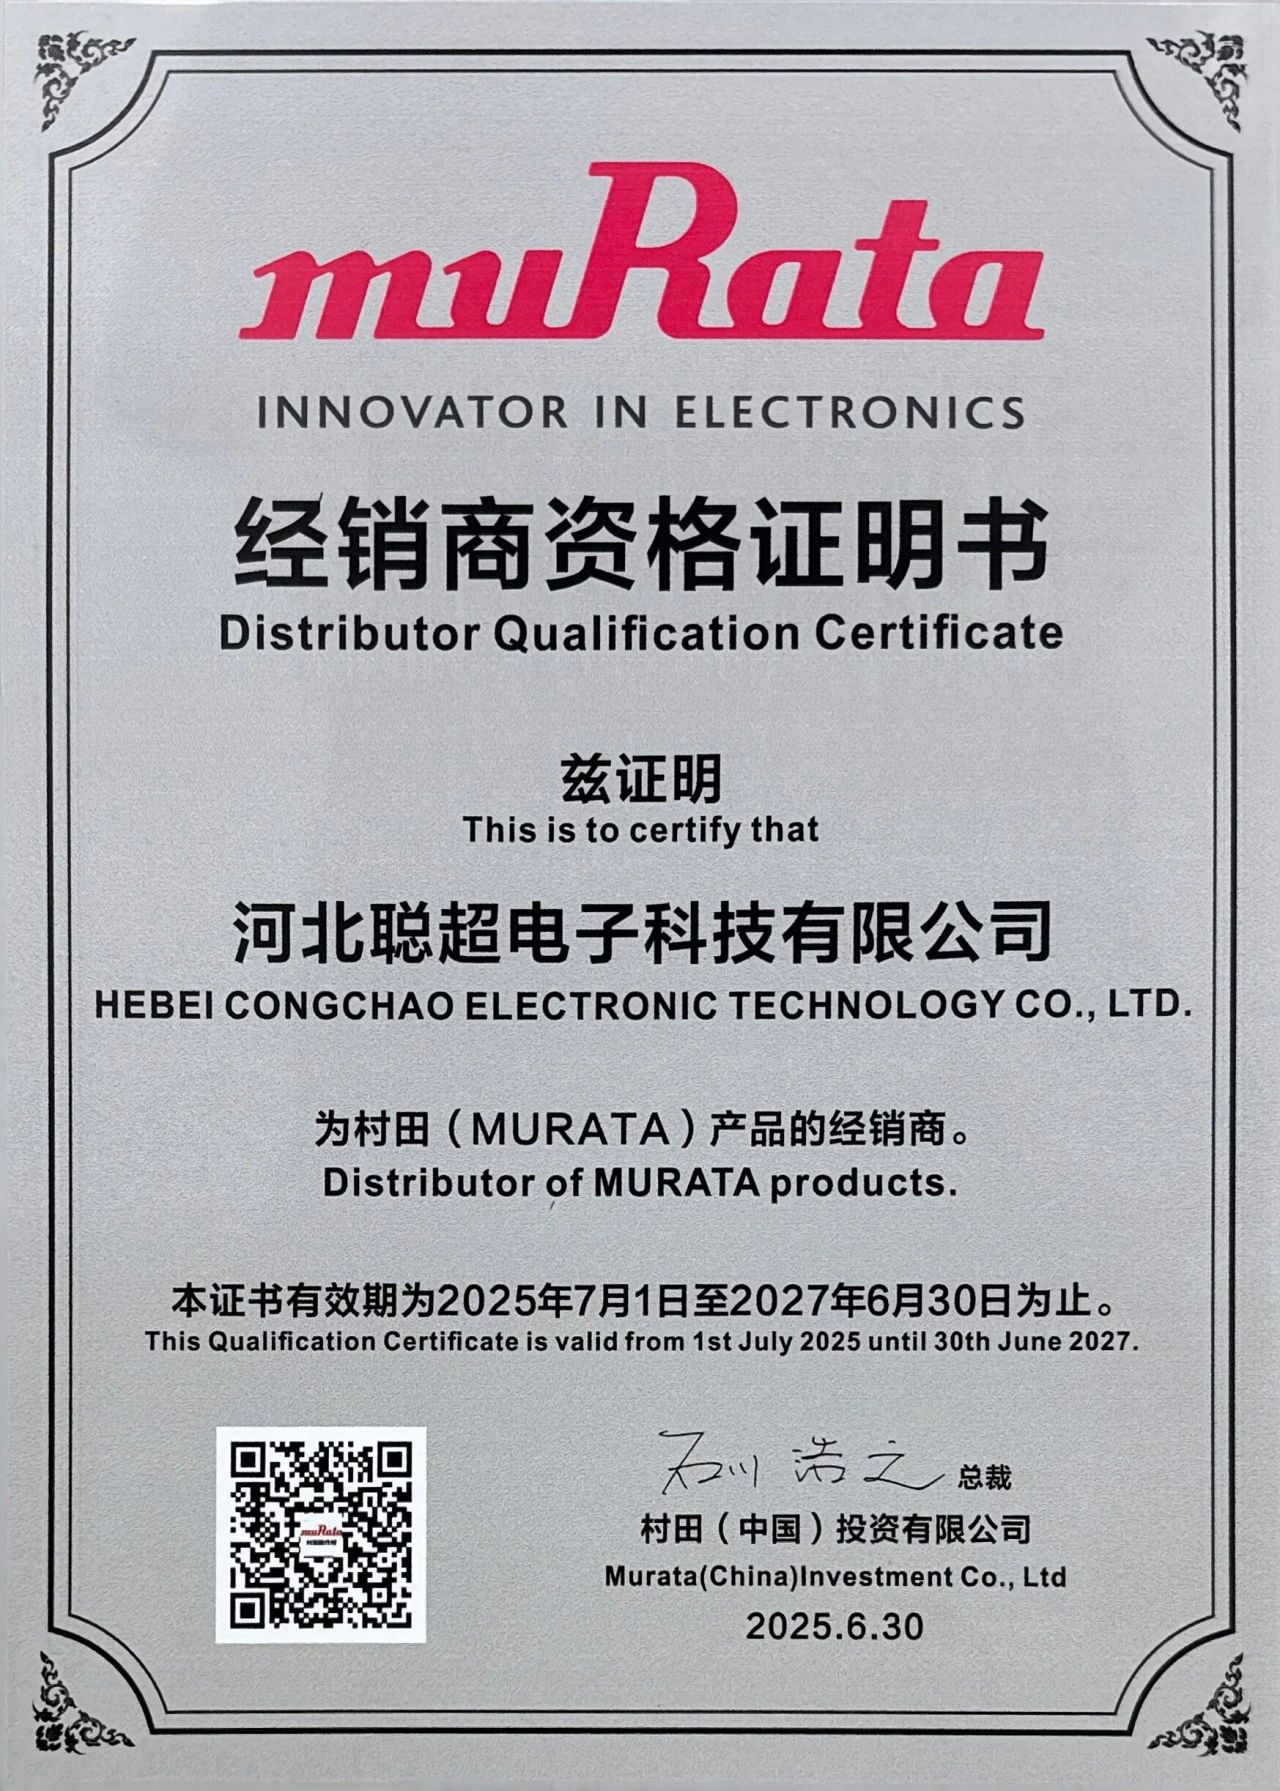 muRata
INNOVATOR IN ELECTRONICS
经销商资格证明书
Distributor Qualification Certificate
兹证明
This is to certify that
河北聪超电子科技有限公司
HEBEI CONGCHAO ELECTRONIC TECHNOLOGY CO., LTD.
为村田（MURATA）产品的经销商。
Distributor of MURATA products.
本证书有效期为2025年7月1日至2027年6月30日为止。
This Qualification Certificate is valid from 1st July 2025 until 30th June 2027.
muRata
石川 浩之 总裁
村田（中国）投资有限公司
Murata(China)Investment Co., Ltd
2025.6.30